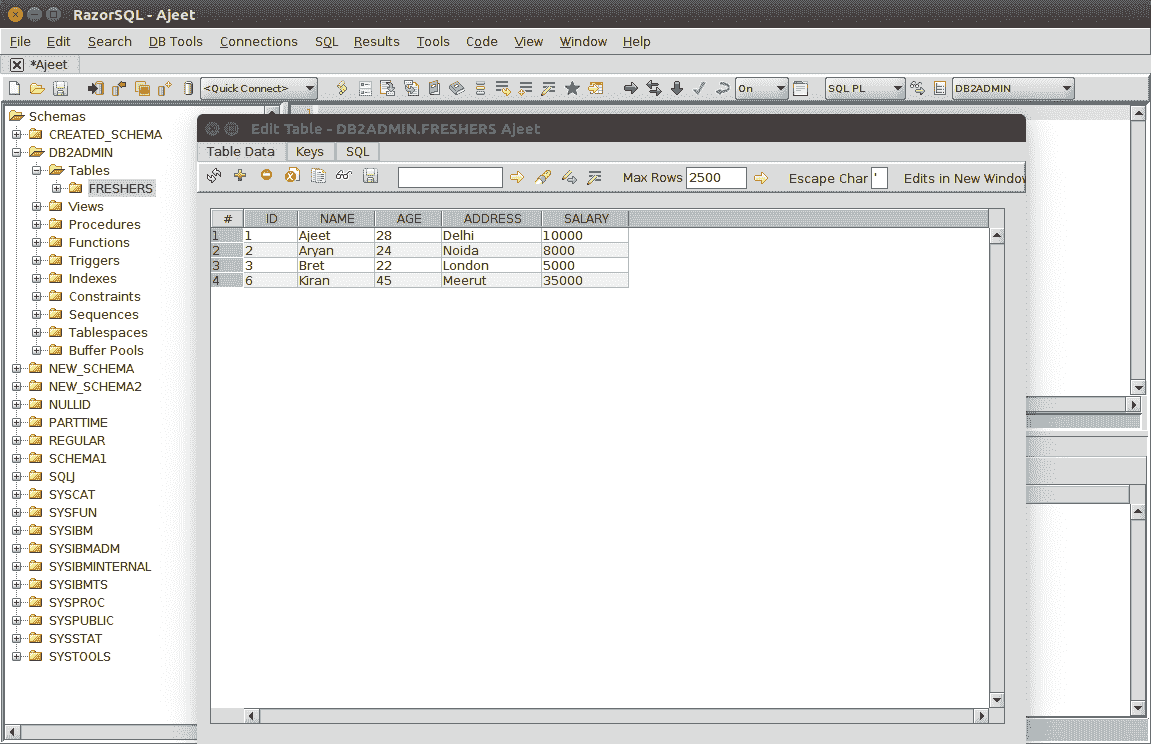 RazorSQL - Ajeet
File Edit Search DB Tools Connections SQL Results Tools Code View Window Help
*Ajeet
<Quick Connect> On SQL PL DB2ADMIN
Schemas
CREATED_SCHEMA
DB2ADMIN
Tables
FRESHERS
Views
Procedures
Functions
Triggers
Indexes
Constraints
Sequences
Tablespaces
Buffer Pools
NEW_SCHEMA
NEW_SCHEMA2
NULLID
PARTTIME
REGULAR
SCHEMA1
SQLJ
SYSCAT
SYSFUN
SYSIBM
SYSIBMADM
SYSIBMINTERNAL
SYSIBMTS
SYSPROC
SYSPUBLIC
SYSSTAT
SYSTOOLS
Edit Table - DB2ADMIN.FRESHERS Ajeet
Table Data Keys SQL
Max Rows 2500 Escape Char ' Edits in New Windo
# ID NAME AGE ADDRESS SALARY
1 1 Ajeet 28 Delhi 10000
2 2 Aryan 24 Noida 8000
3 3 Bret 22 London 5000
4 6 Kiran 45 Meerut 35000